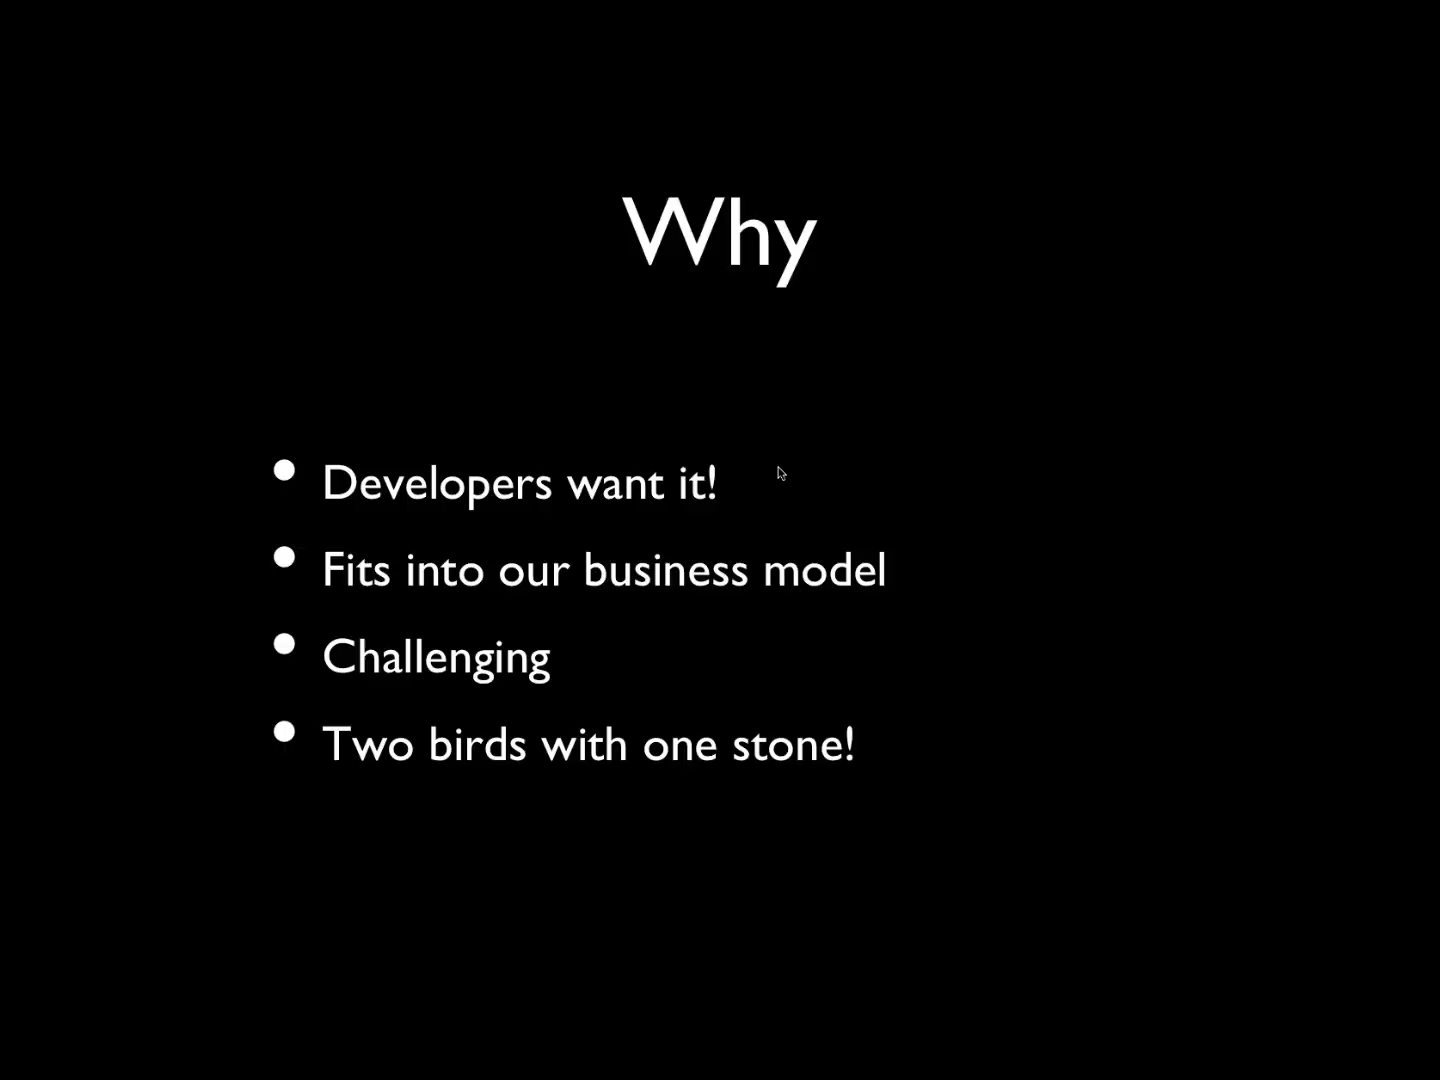 Why
• Developers want it!
• Fits into our business model
• Challenging
• Two birds with one stone!